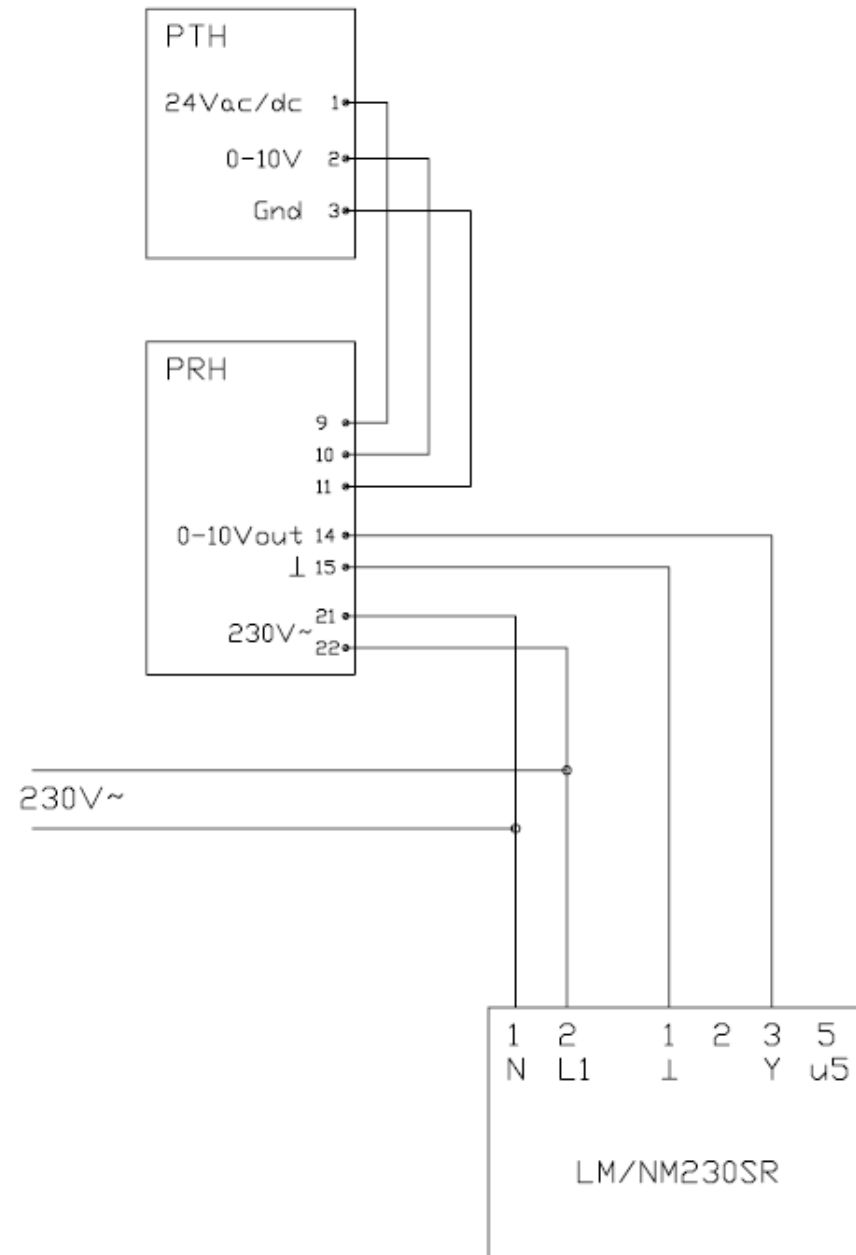 PTH
24Vac/dc 1
0-10V 2
Gnd 3
PRH
9
10
11
0-10Vout 14
⊥ 15
21
230V~
22
230V~
1 2 1 2 3 5
N L1 ⊥ Y u5
LM/NM230SR